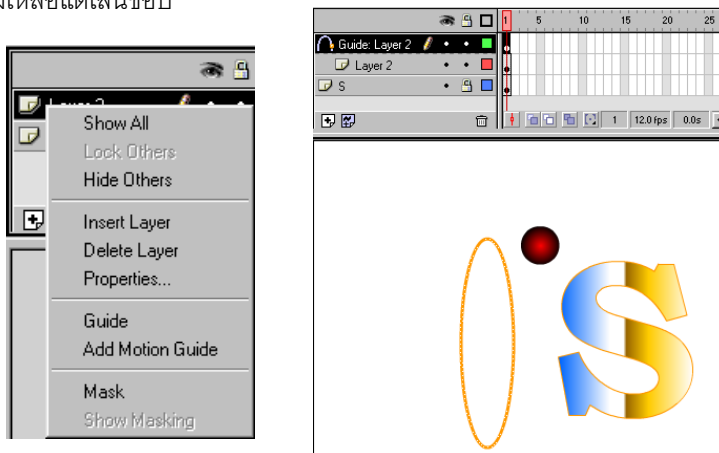 Show All
Lock Others
Hide Others
Insert Layer
Delete Layer
Properties...
Guide
Add Motion Guide
Mask
Show Masking
1 5 10 15 20 25
Guide: Layer 2
Layer 2
S
1 12.0 fps 0.0s
S